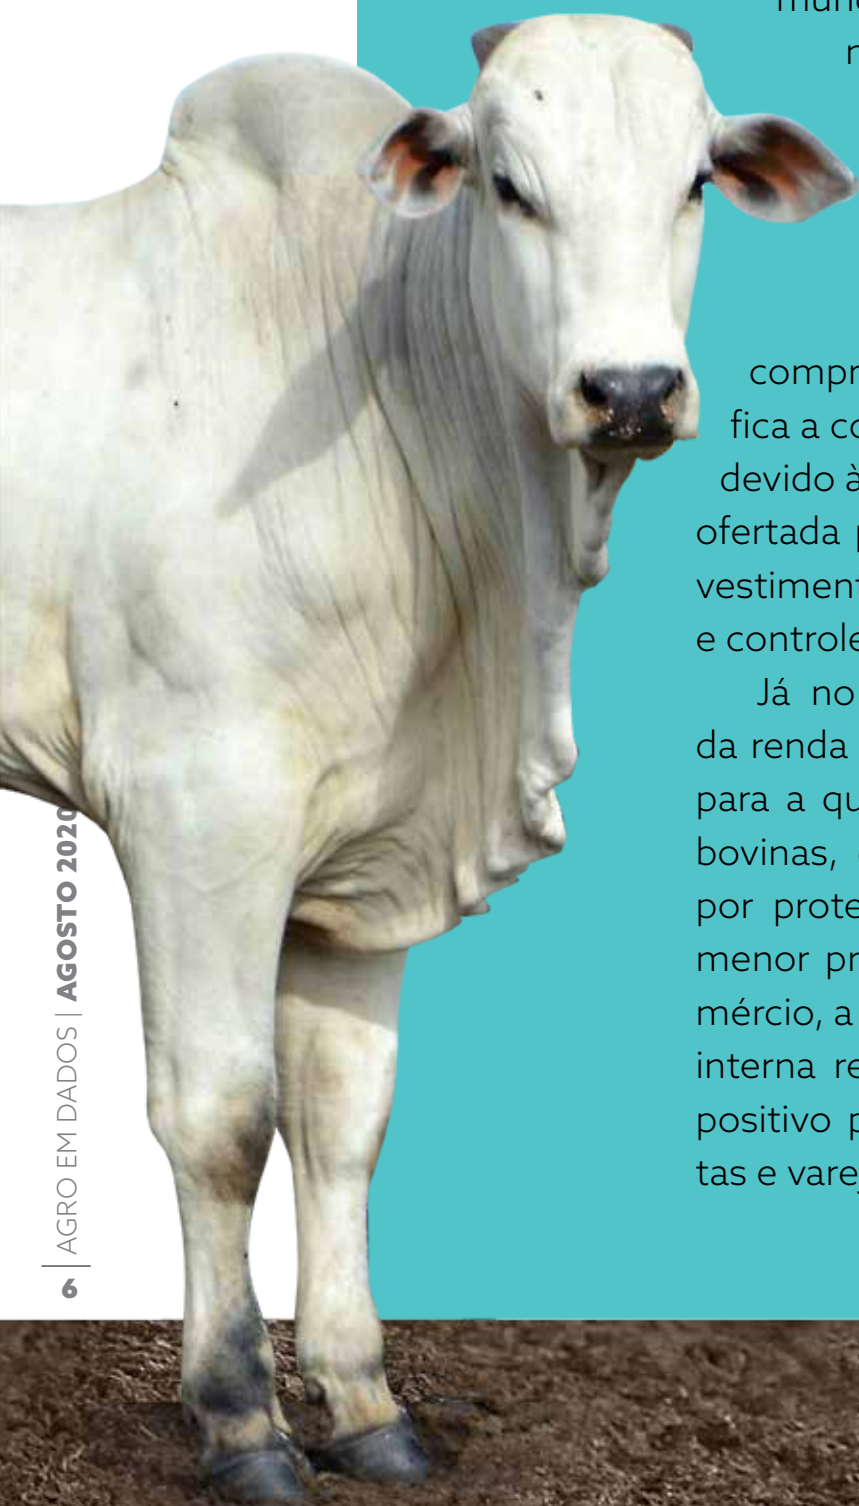 compr
fica a co
devido à
ofertada p
vestiment
e controle
Já no
da renda
para a qu
bovinas,
por prote
menor pr
mércio, a
interna re
positivo p
tas e vare
AGRO EM DADOS | AGOSTO 2020
6